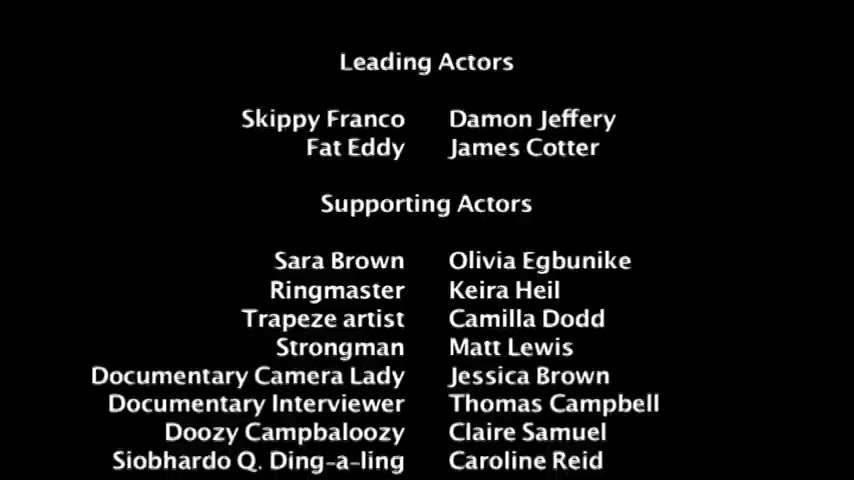 Leading Actors
Skippy Franco Damon Jeffery
Fat Eddy James Cotter
Supporting Actors
Sara Brown Olivia Egbunike
Ringmaster Keira Heil
Trapeze artist Camilla Dodd
Strongman Matt Lewis
Documentary Camera Lady Jessica Brown
Documentary Interviewer Thomas Campbell
Doozy Campbaloozy Claire Samuel
Siobhardo Q. Ding-a-ling Caroline Reid